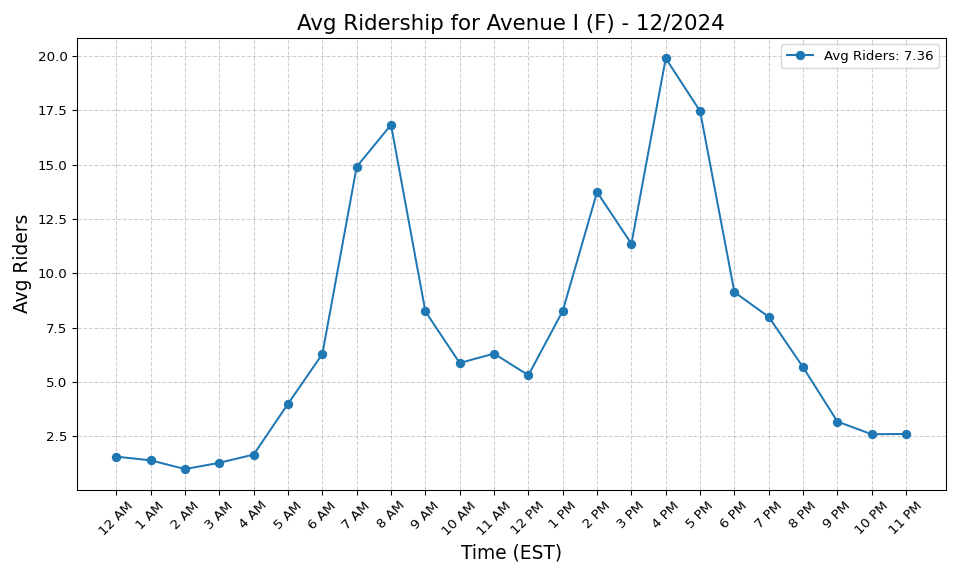 Avg Ridership for Avenue I (F) - 12/2024
Avg Riders: 7.36
Avg Riders
20.0
17.5
15.0
12.5
10.0
7.5
5.0
2.5
12 AM 1 AM 2 AM 3 AM 4 AM 5 AM 6 AM 7 AM 8 AM 9 AM 10 AM 11 AM 12 PM 1 PM 2 PM 3 PM 4 PM 5 PM 6 PM 7 PM 8 PM 9 PM 10 PM 11 PM
Time (EST)